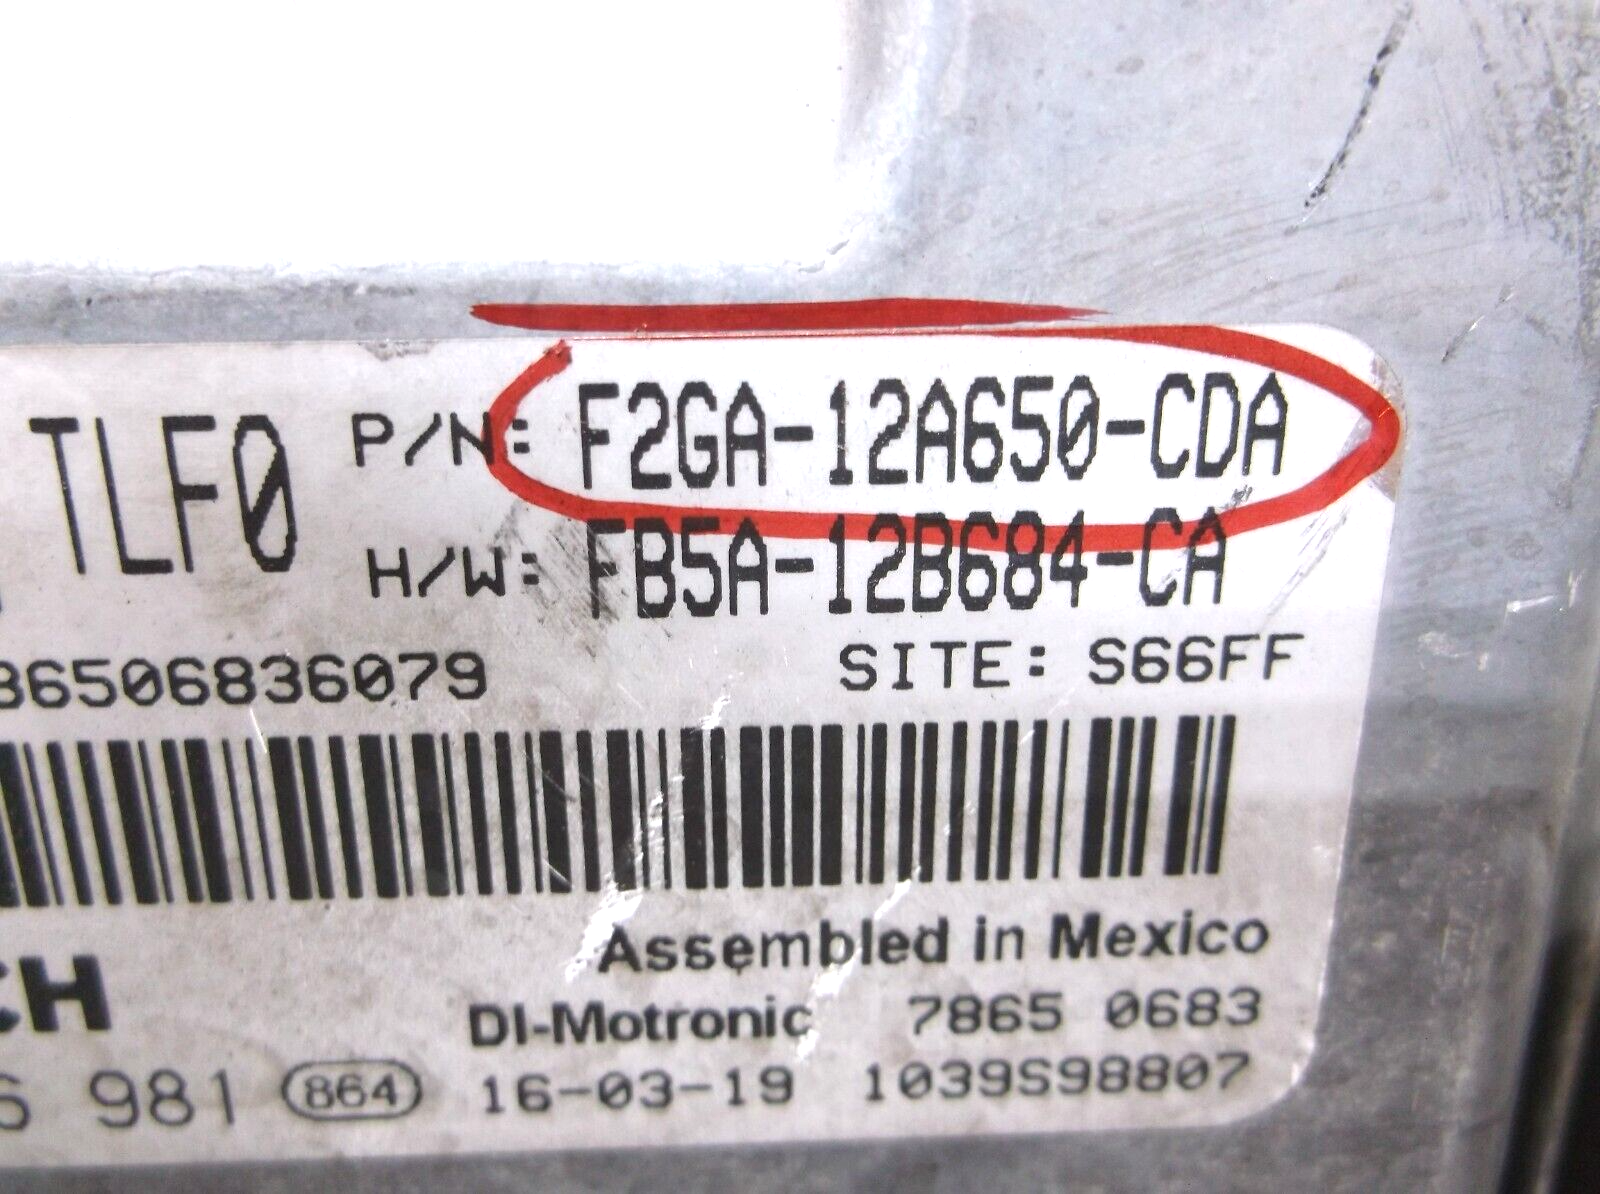 TLF0 P/N: F2GA-12A650-CDA
H/W: FB5A-12B684-CA
86506836079 SITE: S66FF
CH Assembled in Mexico
DI-Motronic 7865 0683
6 981 864 16-03-19 1039S98807